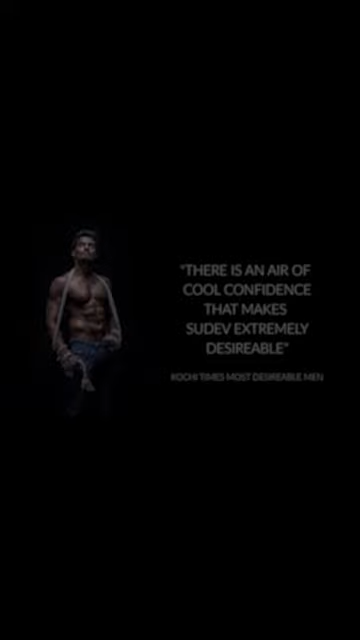 "THERE IS AN AIR OF
COOL CONFIDENCE
THAT MAKES
SUDEV EXTREMELY
DESIREABLE"
KOCHI TIMES MOST DESIREABLE MEN